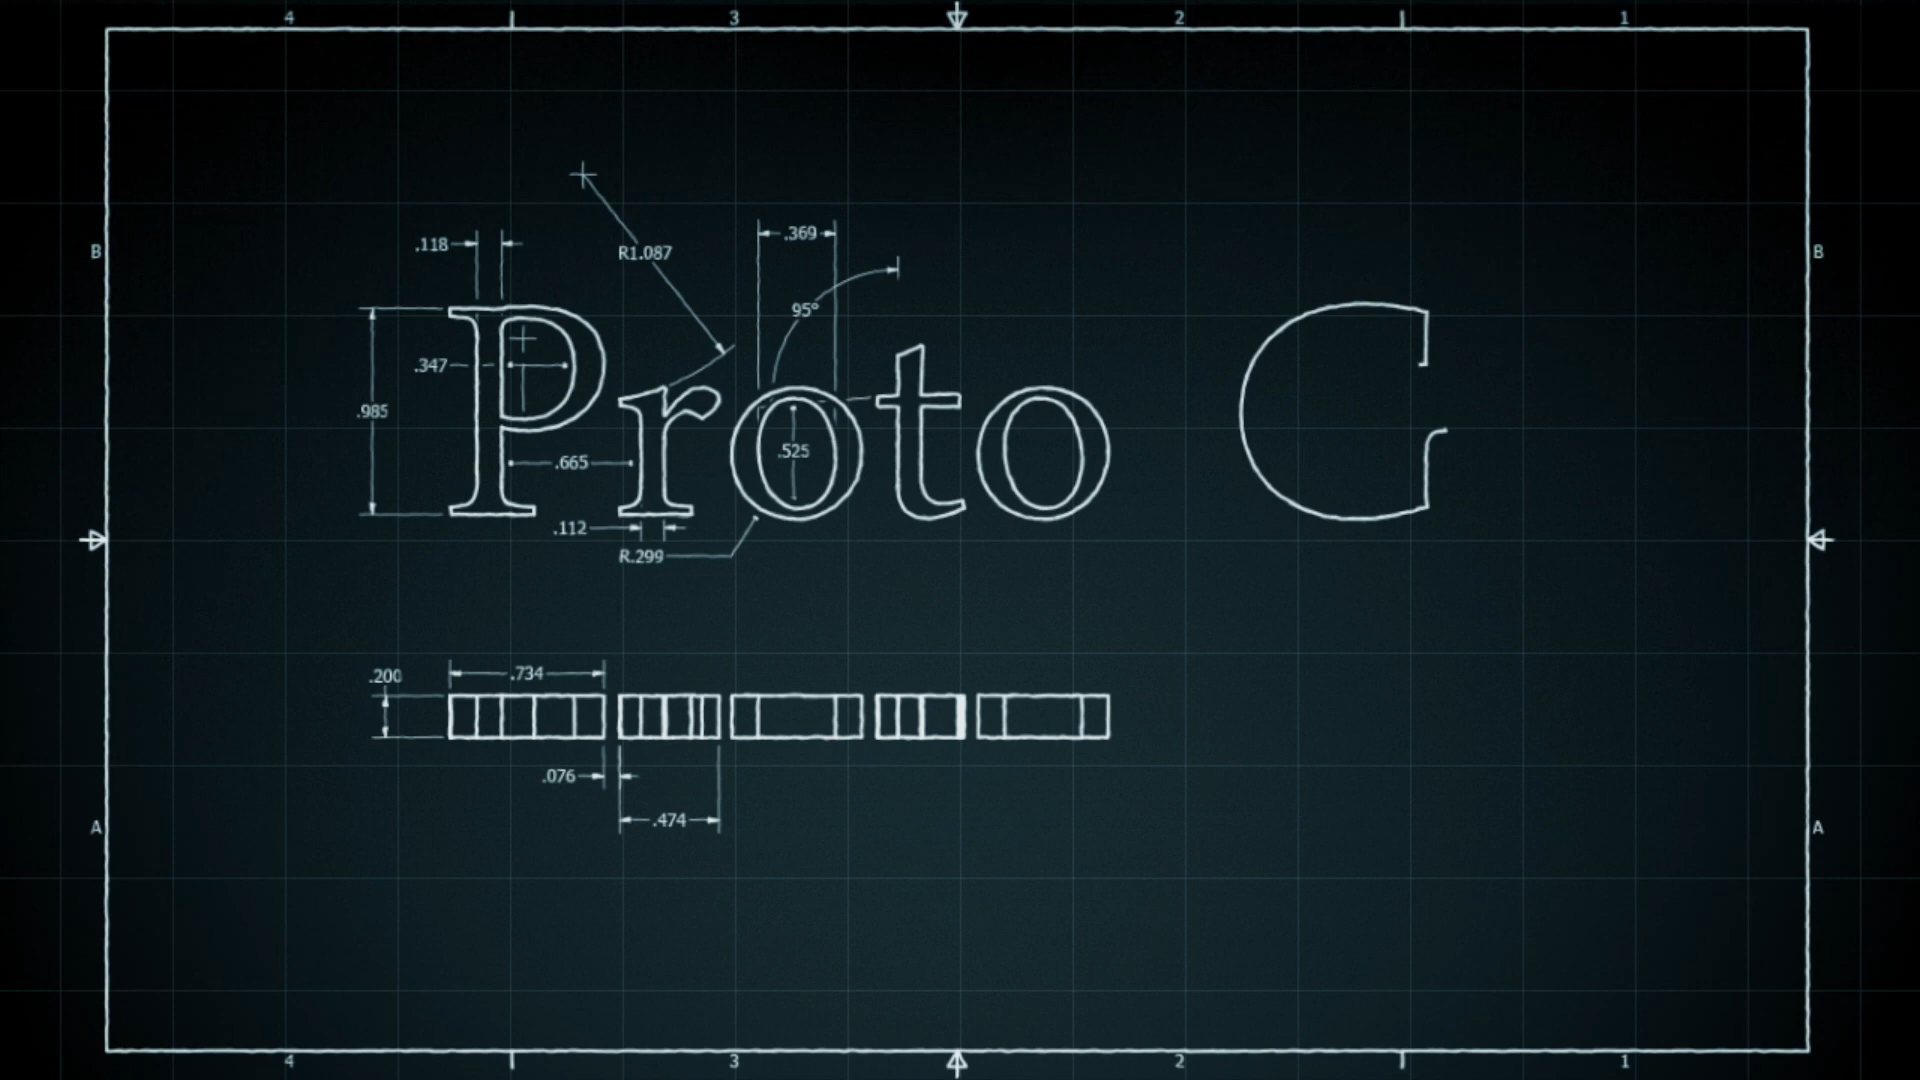 4 3 2 1
.369
.118
B R1.087 B
95°
.347
.985
Proto G
.525
.665
.112
R.299
.734
.200
.076
.474
A A
4 3 2 1